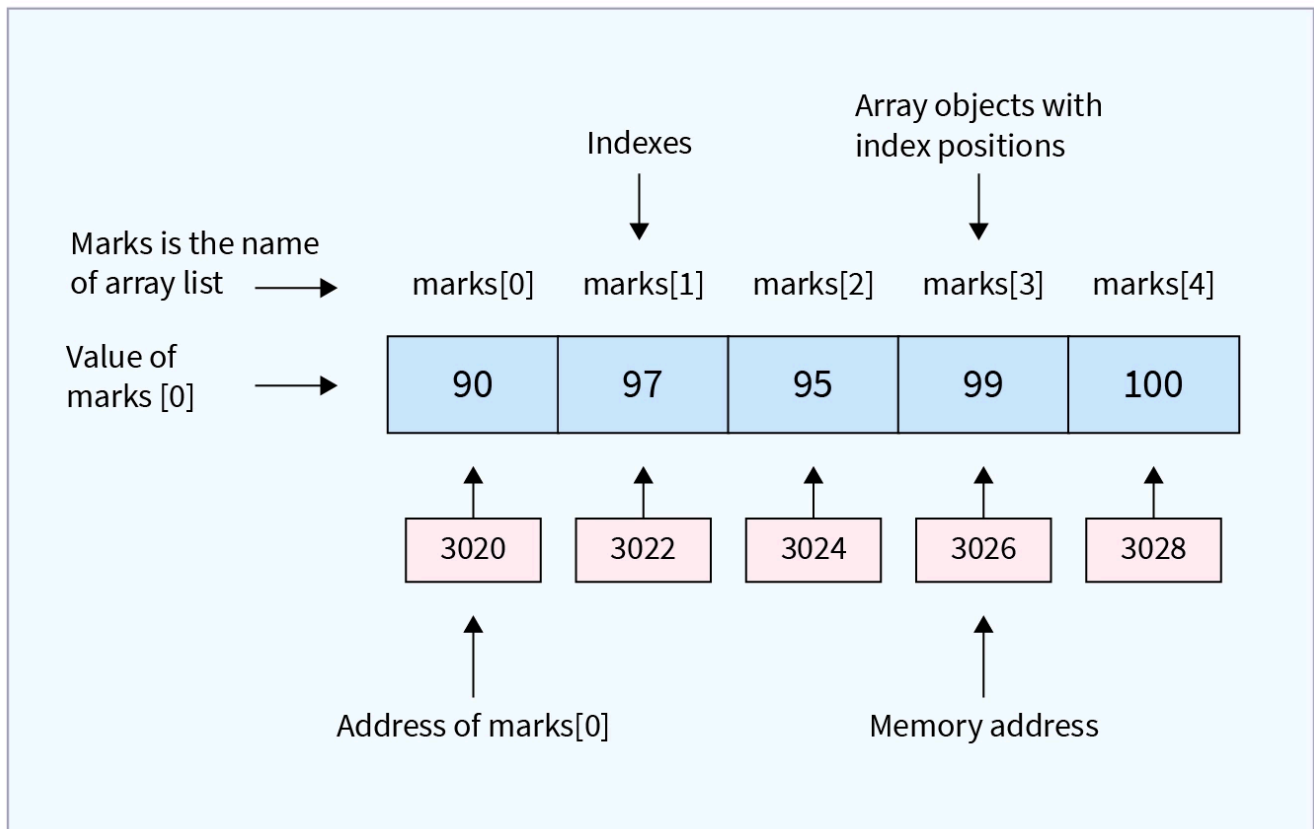 Array objects with
index positions
Indexes
Marks is the name
of array list
marks[0] marks[1] marks[2] marks[3] marks[4]
Value of
marks [0]
90 97 95 99 100
3020 3022 3024 3026 3028
Address of marks[0] Memory address